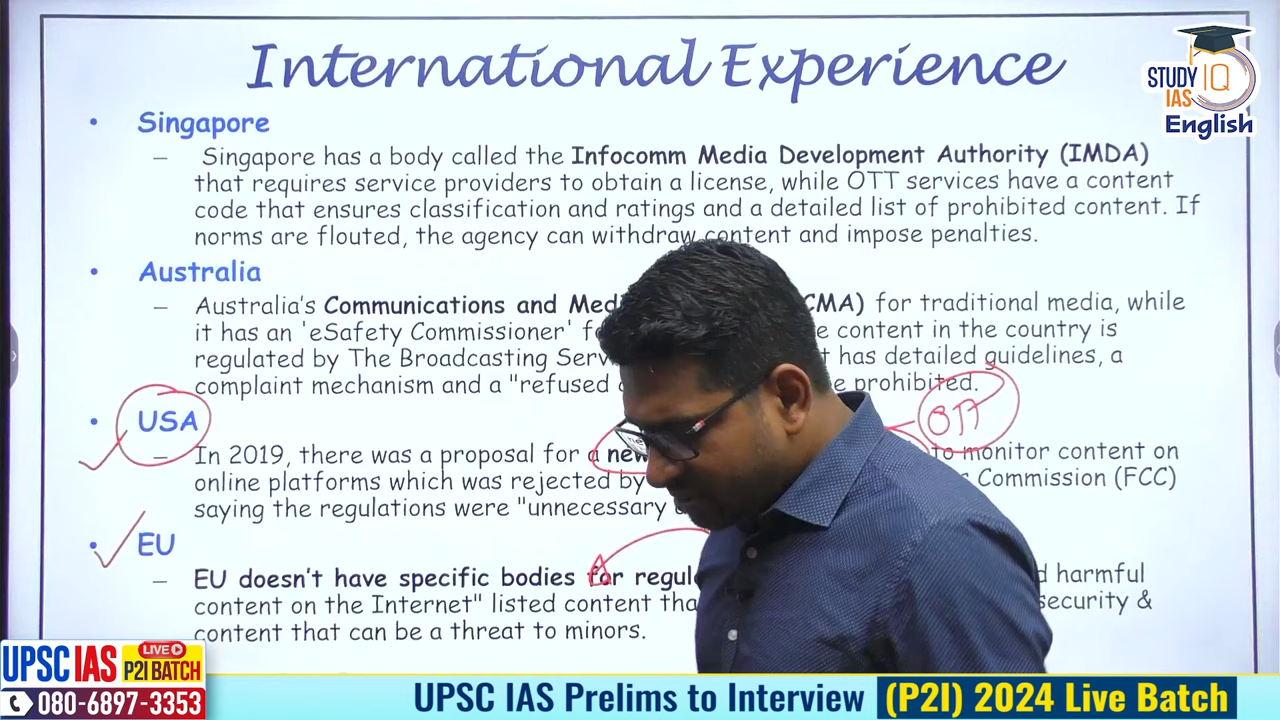 International Experience
STUDY IQ
IAS
English
• Singapore
– Singapore has a body called the Infocomm Media Development Authority (IMDA)
that requires service providers to obtain a license, while OTT services have a content
code that ensures classification and ratings and a detailed list of prohibited content. If
norms are flouted, the agency can withdraw content and impose penalties.
• Australia
– Australia's Communications and CMA) for traditional media, while
it has an 'eSafety Commissioner' content in the country is
regulated by The Broadcasting has detailed guidelines, a
complaint mechanism and a "refused prohibited.
• USA
OTT
– In 2019, there was a proposal for a new to monitor content on
online platforms which was rejected by Commission (FCC)
saying the regulations were "unnecessary
• EU
– EU doesn't have specific bodies for harmful
content on the Internet" listed content security &
content that can be a threat to minors.
UPSC IAS LIVE P2I BATCH
080-6897-3353
UPSC IAS Prelims to Interview (P2I) 2024 Live Batch